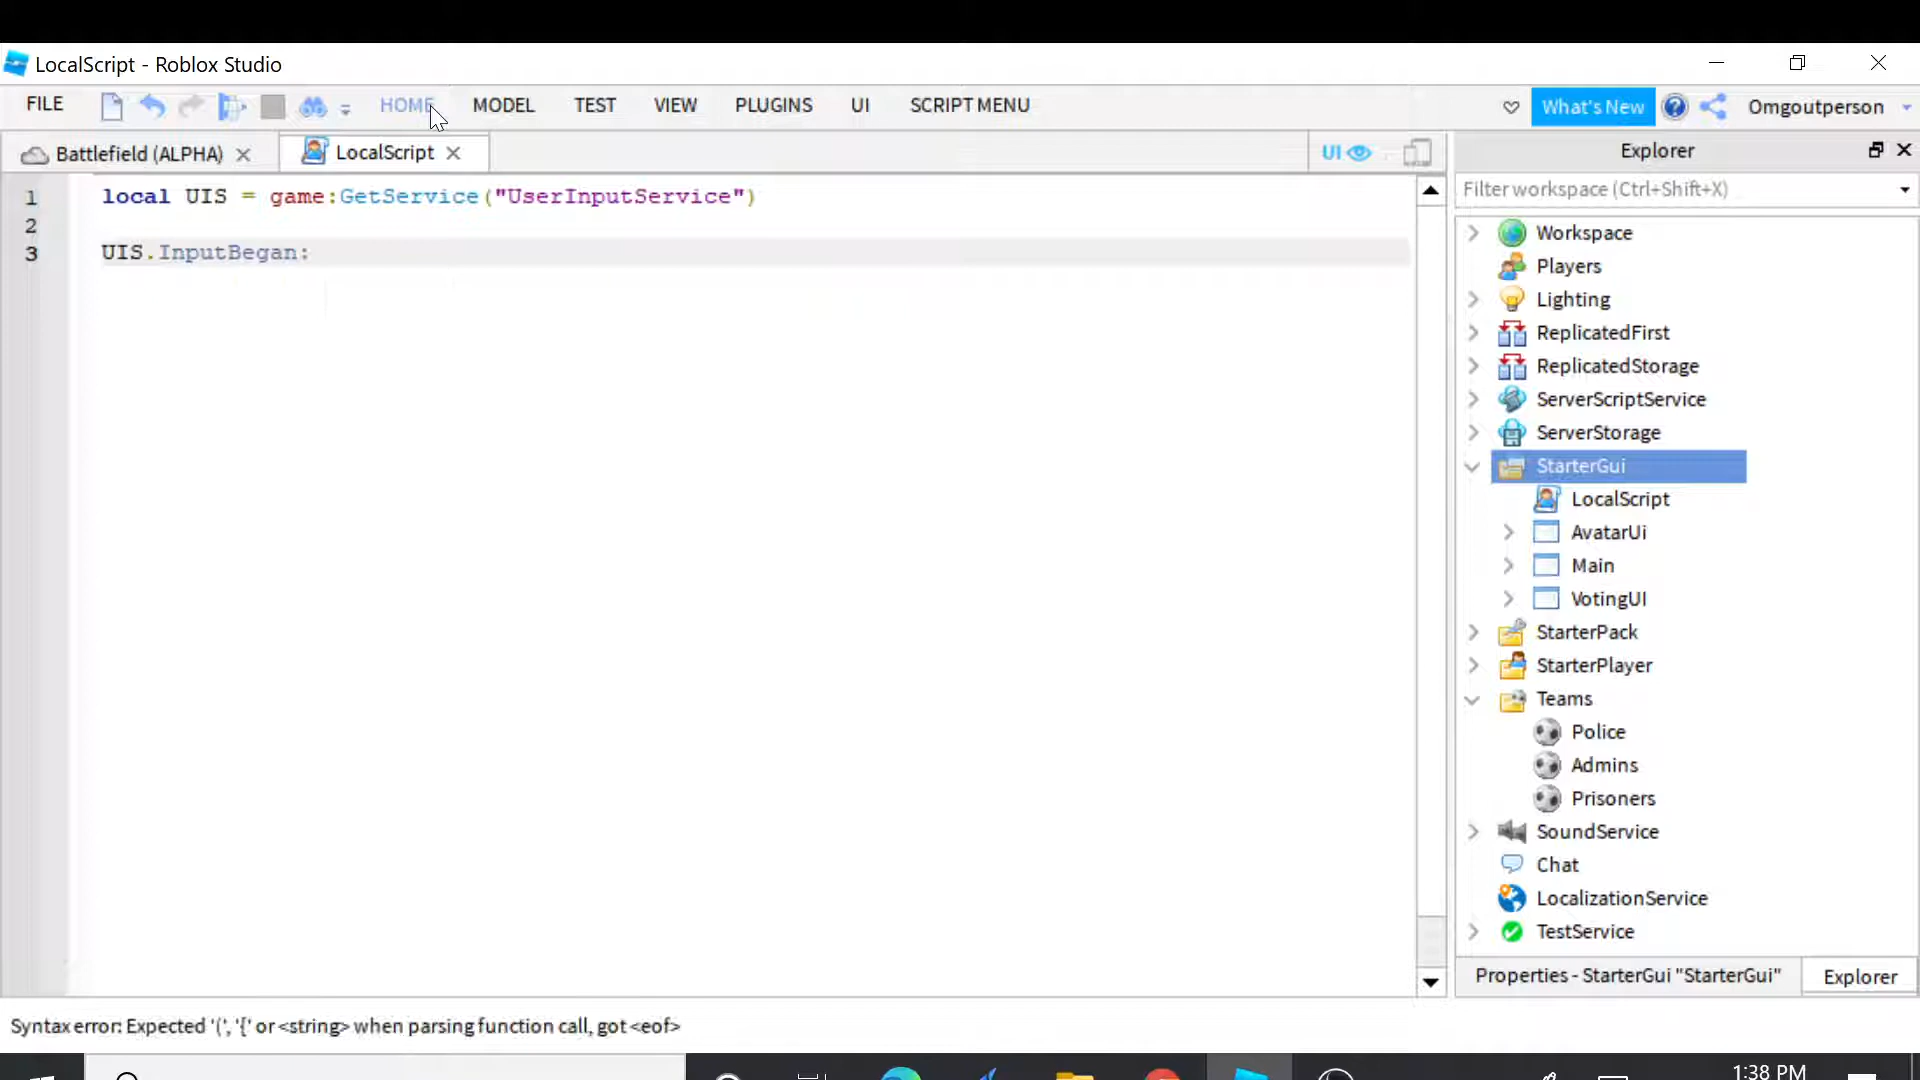 LocalScript - Roblox Studio
FILE HOME MODEL TEST VIEW PLUGINS UI SCRIPT MENU What's New Omgoutperson
Battlefield (ALPHA) LocalScript UI
1 local UIS = game:GetService("UserInputService")
2
3 UIS.InputBegan:
Explorer
Filter workspace (Ctrl+Shift+X)
Workspace
Players
Lighting
ReplicatedFirst
ReplicatedStorage
ServerScriptService
ServerStorage
StarterGui
LocalScript
AvatarUi
Main
VotingUI
StarterPack
StarterPlayer
Teams
Police
Admins
Prisoners
SoundService
Chat
LocalizationService
TestService
Properties - StarterGui "StarterGui" Explorer
Syntax error: Expected '(', '{' or <string> when parsing function call, got <eof>
1:38 PM